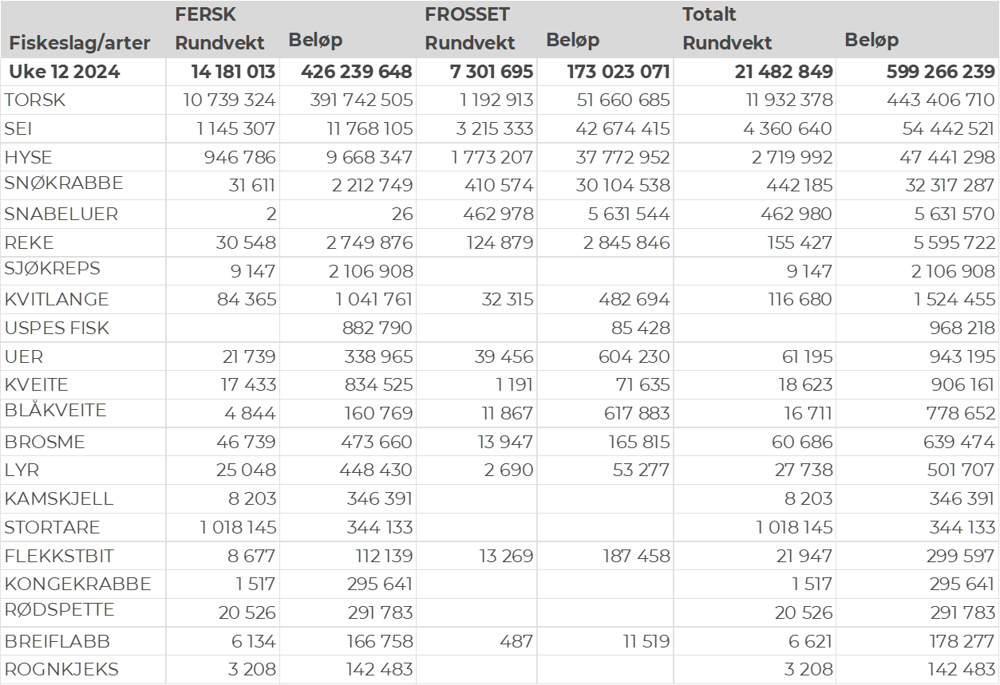 FERSK FROSSET Totalt
Fiskeslag/arter Rundvekt Beløp Rundvekt Beløp Rundvekt Beløp
Uke 12 2024 14 181 013 426 239 648 7 301 695 173 023 071 21 482 849 599 266 239
TORSK 10 739 324 391 742 505 1 192 913 51 660 685 11 932 378 443 406 710
SEI 1 145 307 11 768 105 3 215 333 42 674 415 4 360 640 54 442 521
HYSE 946 786 9 668 347 1 773 207 37 772 952 2 719 992 47 441 298
SNØKRABBE 31 611 2 212 749 410 574 30 104 538 442 185 32 317 287
SNABELUER 2 26 462 978 5 631 544 462 980 5 631 570
REKE 30 548 2 749 876 124 879 2 845 846 155 427 5 595 722
SJØKREPS 9 147 2 106 908 9 147 2 106 908
KVITLANGE 84 365 1 041 761 32 315 482 694 116 680 1 524 455
USPES FISK 882 790 85 428 968 218
UER 21 739 338 965 39 456 604 230 61 195 943 195
KVEITE 17 433 834 525 1 191 71 635 18 623 906 161
BLÅKVEITE 4 844 160 769 11 867 617 883 16 711 778 652
BROSME 46 739 473 660 13 947 165 815 60 686 639 474
LYR 25 048 448 430 2 690 53 277 27 738 501 707
KAMSKJELL 8 203 346 391 8 203 346 391
STORTARE 1 018 145 344 133 1 018 145 344 133
FLEKKSTBIT 8 677 112 139 13 269 187 458 21 947 299 597
KONGEKRABBE 1 517 295 641 1 517 295 641
RØDSPETTE 20 526 291 783 20 526 291 783
BREIFLABB 6 134 166 758 487 11 519 6 621 178 277
ROGNKJEKS 3 208 142 483 3 208 142 483